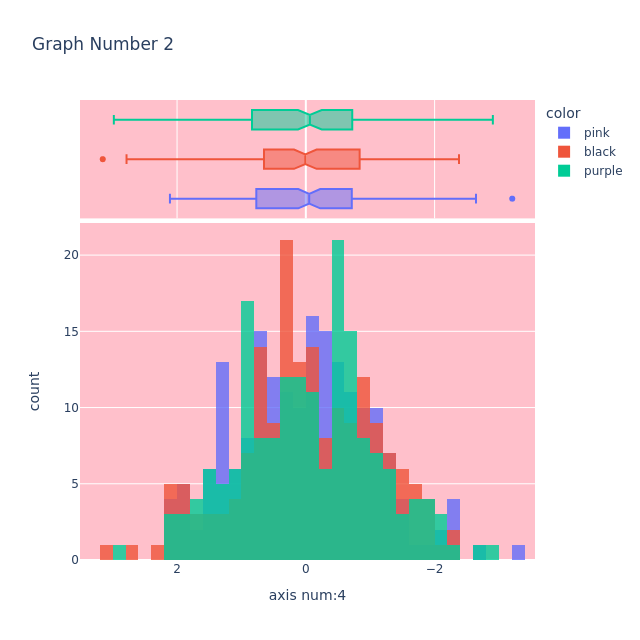 Graph Number 2
color
pink
black
purple
20
15
10
5
0
count
2
0
−2
axis num:4